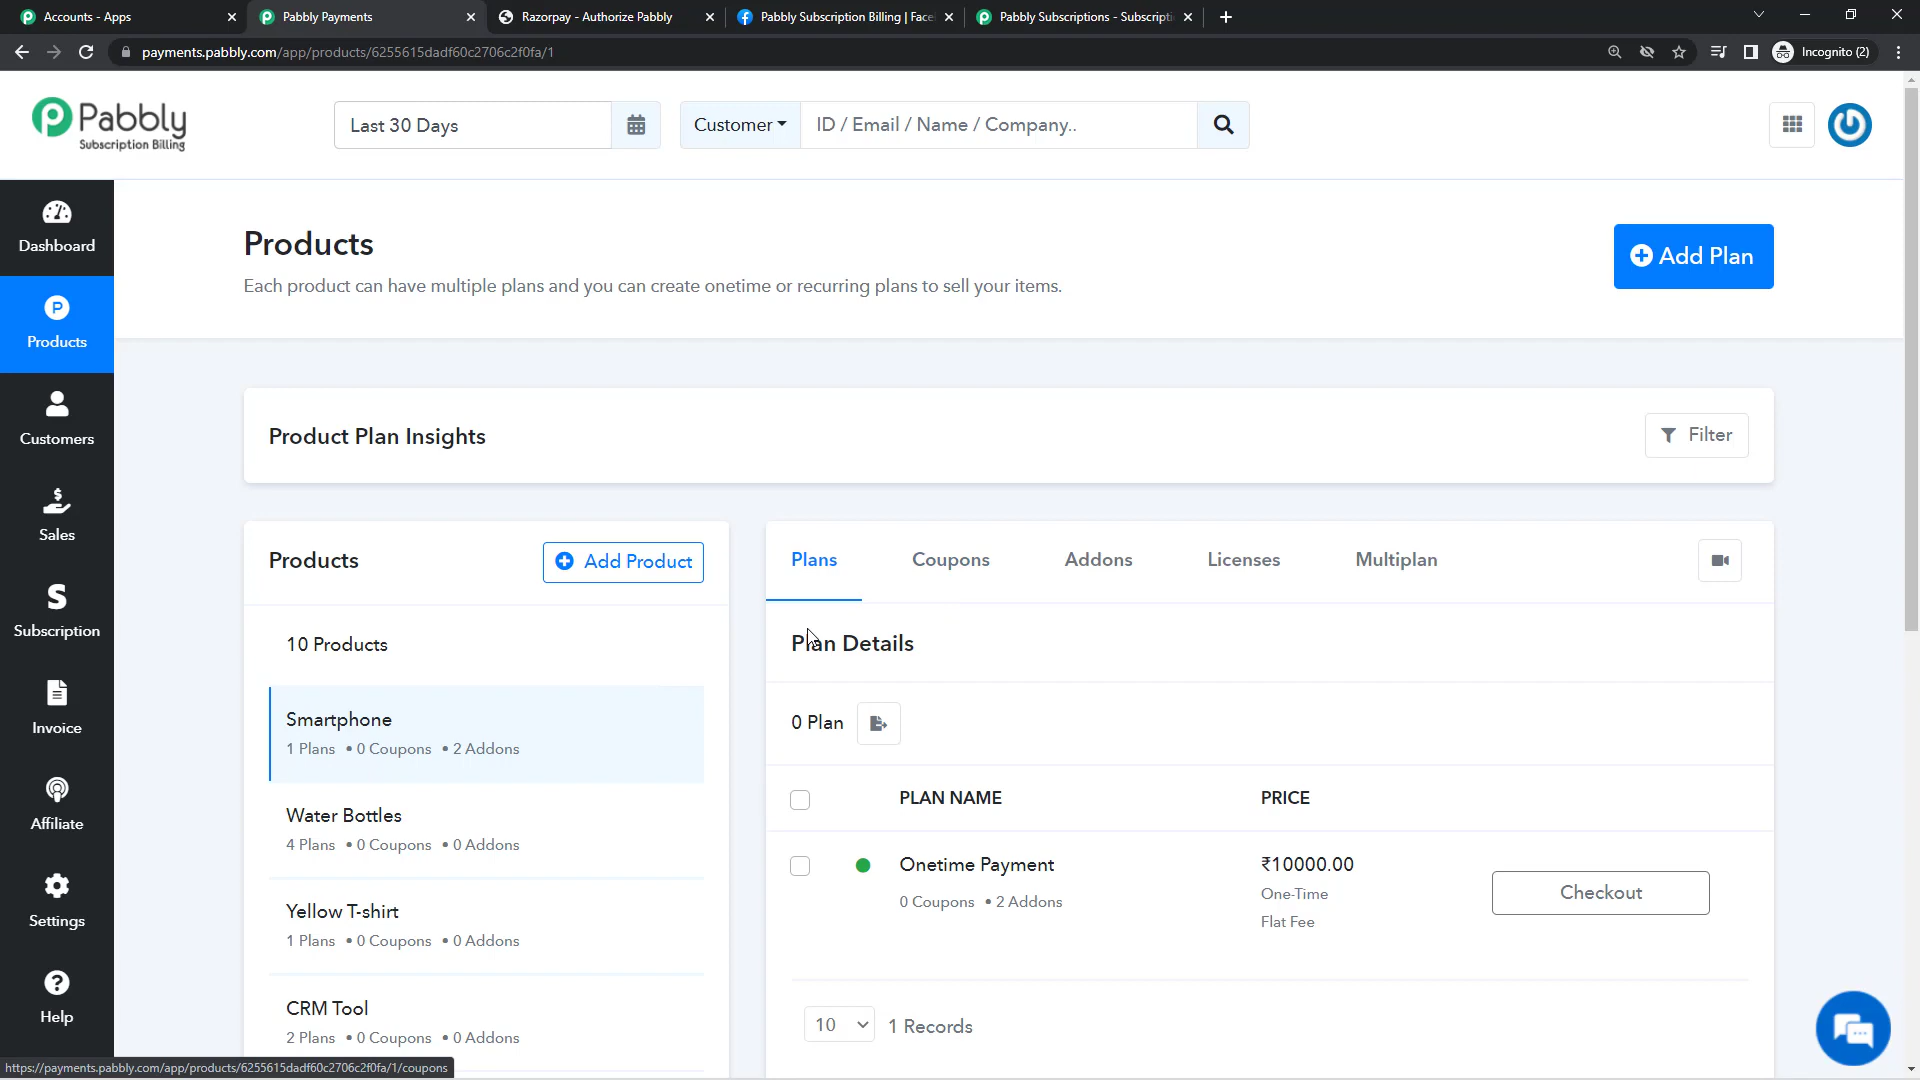 Accounts - Apps
Pabbly Payments
Razorpay - Authorize Pabbly
Pabbly Subscription Billing | Face
Pabbly Subscriptions - Subscripti
payments.pabbly.com/app/products/6255615dadf60c2706c2f0fa/1
Incognito (2)
Pabbly
Subscription Billing
Last 30 Days
Customer
ID / Email / Name / Company..
Dashboard
Products
Customers
Sales
Subscription
Invoice
Affiliate
Settings
Help
Products
Each product can have multiple plans and you can create onetime or recurring plans to sell your items.
Add Plan
Product Plan Insights
Filter
Products
Add Product
10 Products
Smartphone
1 Plans • 0 Coupons • 2 Addons
Water Bottles
4 Plans • 0 Coupons • 0 Addons
Yellow T-shirt
1 Plans • 0 Coupons • 0 Addons
CRM Tool
2 Plans • 0 Coupons • 0 Addons
Plans
Coupons
Addons
Licenses
Multiplan
Plan Details
0 Plan
PLAN NAME
PRICE
Onetime Payment
0 Coupons • 2 Addons
₹10000.00
One-Time
Flat Fee
Checkout
10
1 Records
https://payments.pabbly.com/app/products/6255615dadf60c2706c2f0fa/1/coupons